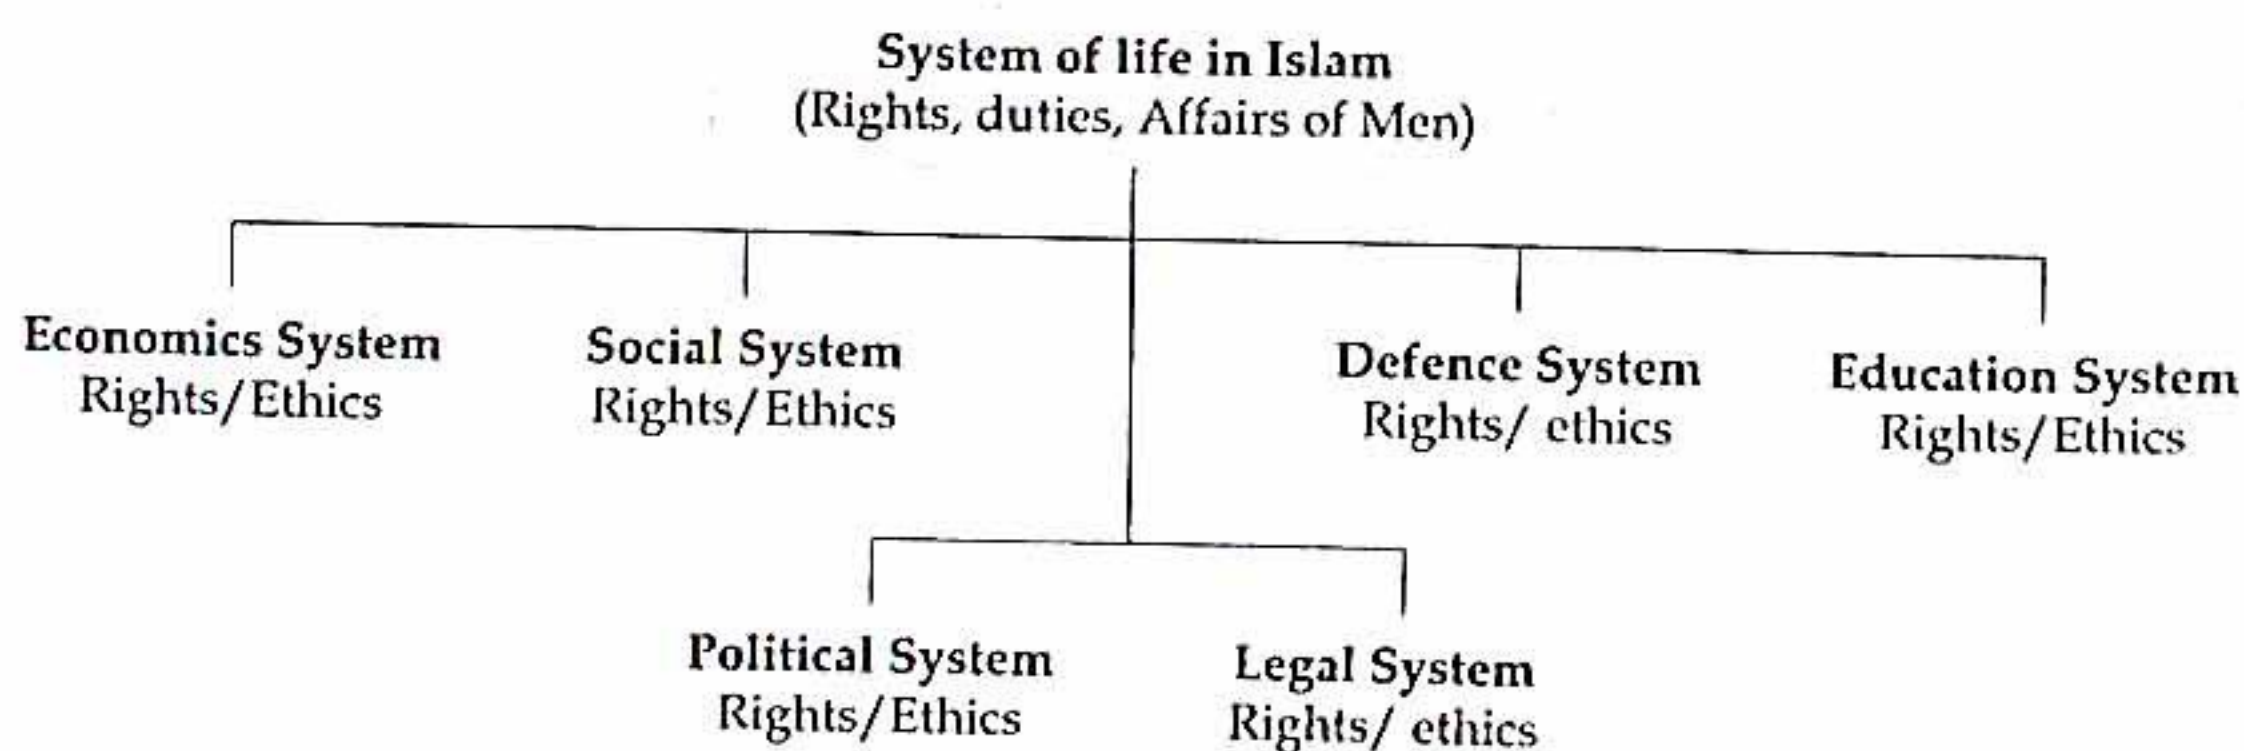 System of life in Islam
(Rights, duties, Affairs of Men)
Economics System
Rights/Ethics
Social System
Rights/Ethics
Defence System
Rights/ ethics
Education System
Rights/Ethics
Political System
Rights/Ethics
Legal System
Rights/ ethics